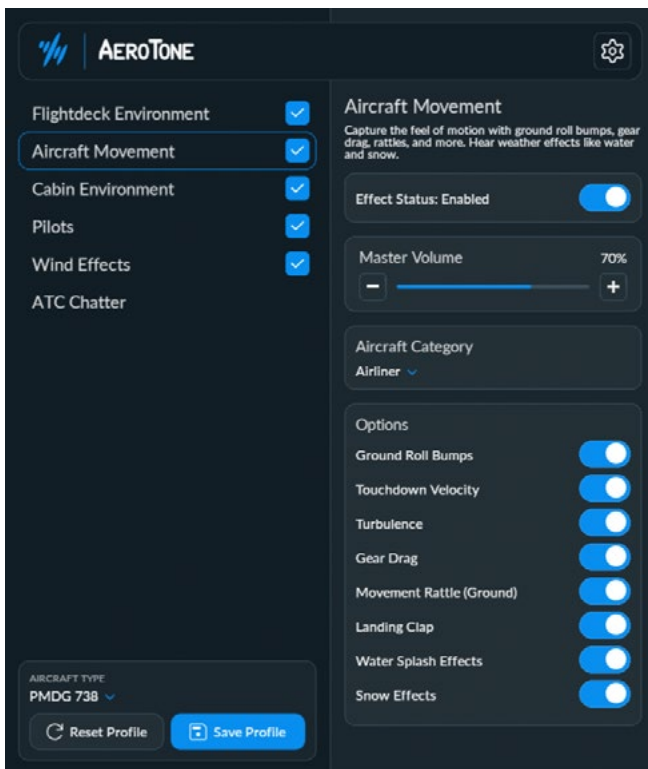 AEROTONE
Flightdeck Environment
Aircraft Movement
Cabin Environment
Pilots
Wind Effects
ATC Chatter
AIRCRAFT TYPE
PMDG 738
Reset Profile
Save Profile
Aircraft Movement
Capture the feel of motion with ground roll bumps, gear
drag, rattles, and more. Hear weather effects like water
and snow.
Effect Status: Enabled
Master Volume 70%
Aircraft Category
Airliner
Options
Ground Roll Bumps
Touchdown Velocity
Turbulence
Gear Drag
Movement Rattle (Ground)
Landing Clap
Water Splash Effects
Snow Effects